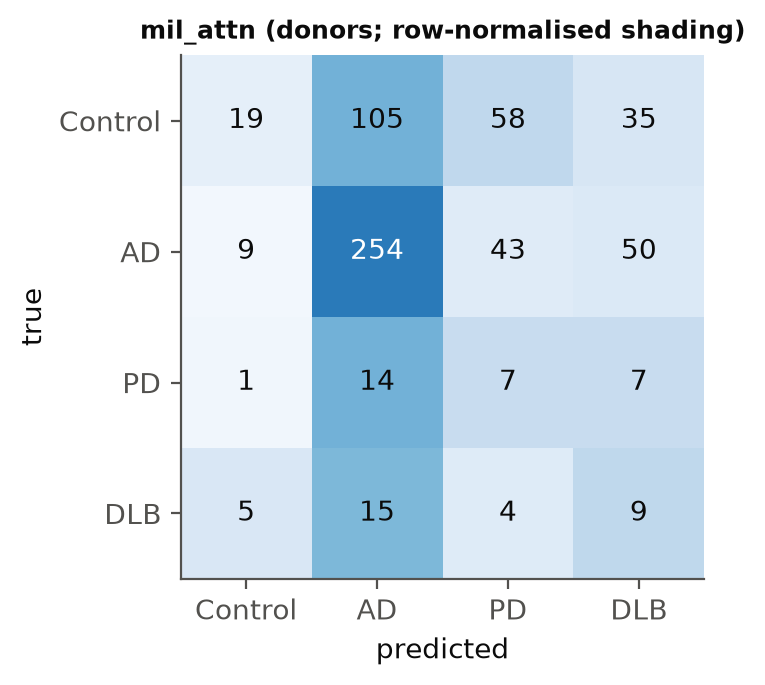 mil_attn (donors; row-normalised shading)
Control 19 105 58 35
AD 9 254 43 50
PD 1 14 7 7
DLB 5 15 4 9
true
Control AD PD DLB
predicted